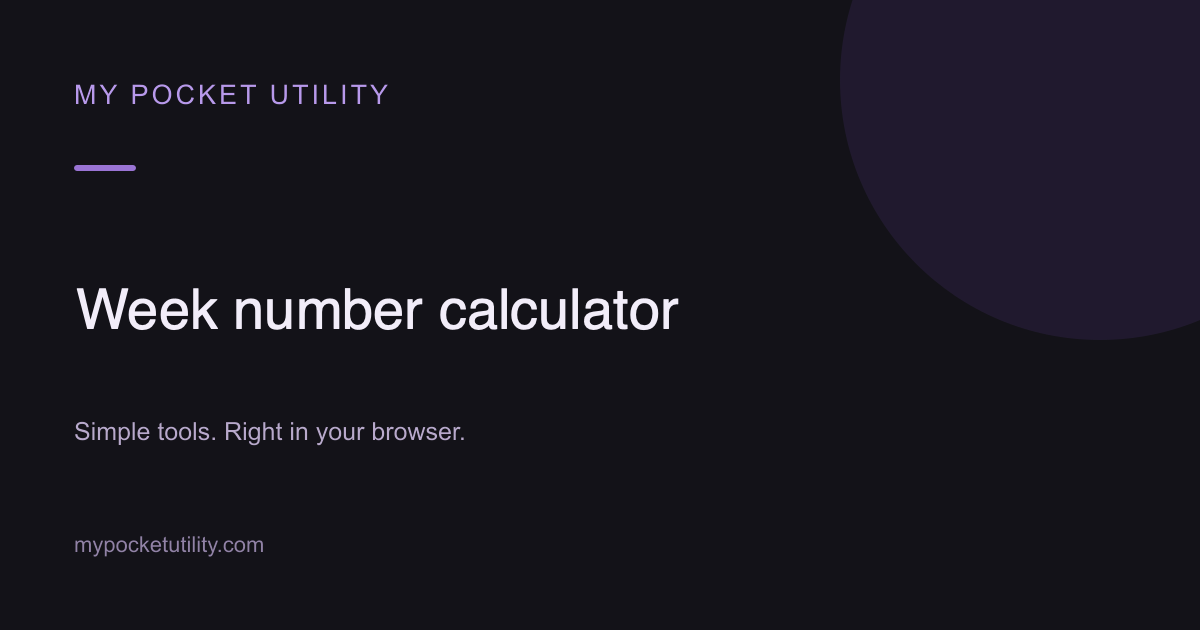 MY POCKET UTILITY
Week number calculator
Simple tools. Right in your browser.
mypocketutility.com